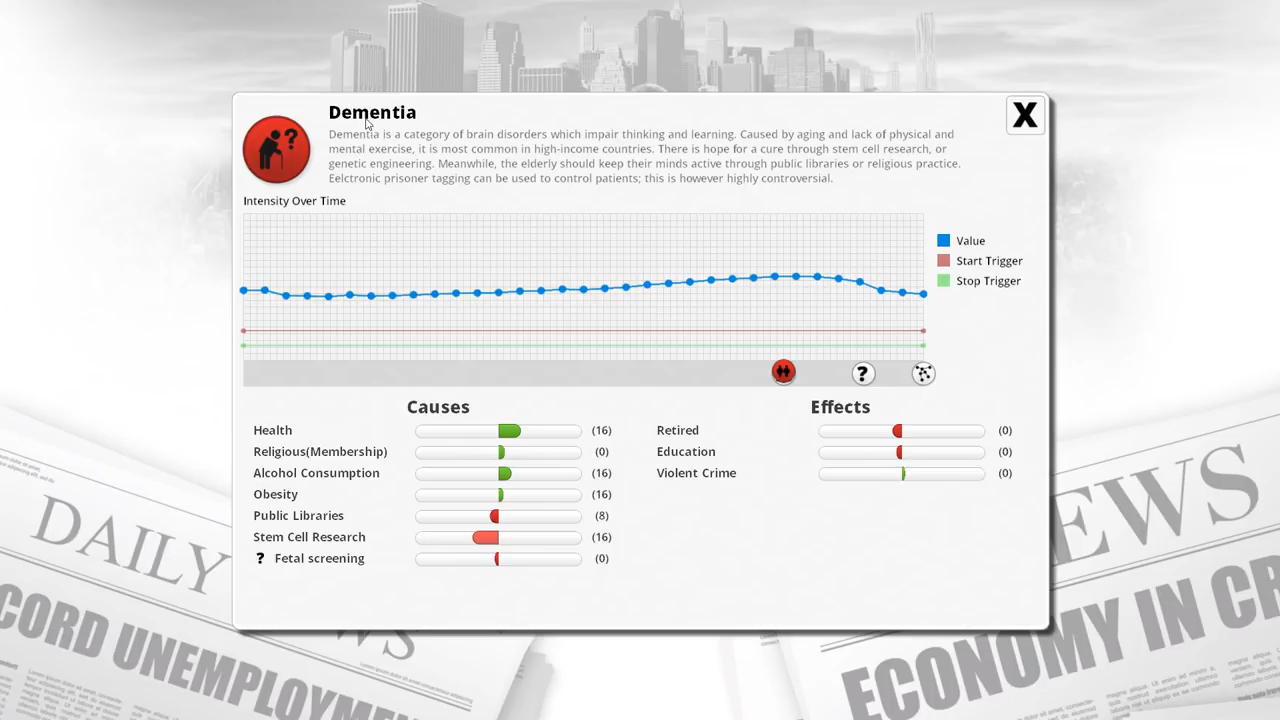 Dementia
X
Dementia is a category of brain disorders which impair thinking and learning. Caused by aging and lack of physical and
mental exercise, it is most common in high-income countries. There is hope for a cure through stem cell research, or
genetic engineering. Meanwhile, the elderly should keep their minds active through public libraries or religious practice.
Eelctronic prisoner tagging can be used to control patients; this is however highly controversial.
Intensity Over Time
Value
Start Trigger
Stop Trigger
?
Causes
Health (16)
Religious(Membership) (0)
Alcohol Consumption (16)
Obesity (16)
Public Libraries (8)
Stem Cell Research (16)
? Fetal screening (0)
Effects
Retired (0)
Education (0)
Violent Crime (0)
DAILY
WS
CORD UNEMPLOYME
EWS
ECONOMY IN CR